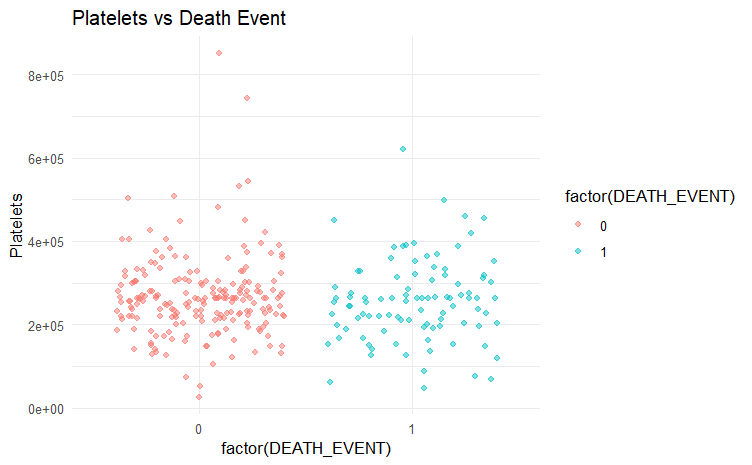 Platelets vs Death Event
Platelets
8e+05
6e+05
4e+05
2e+05
0e+00
0
1
factor(DEATH_EVENT)
factor(DEATH_EVENT)
0
1